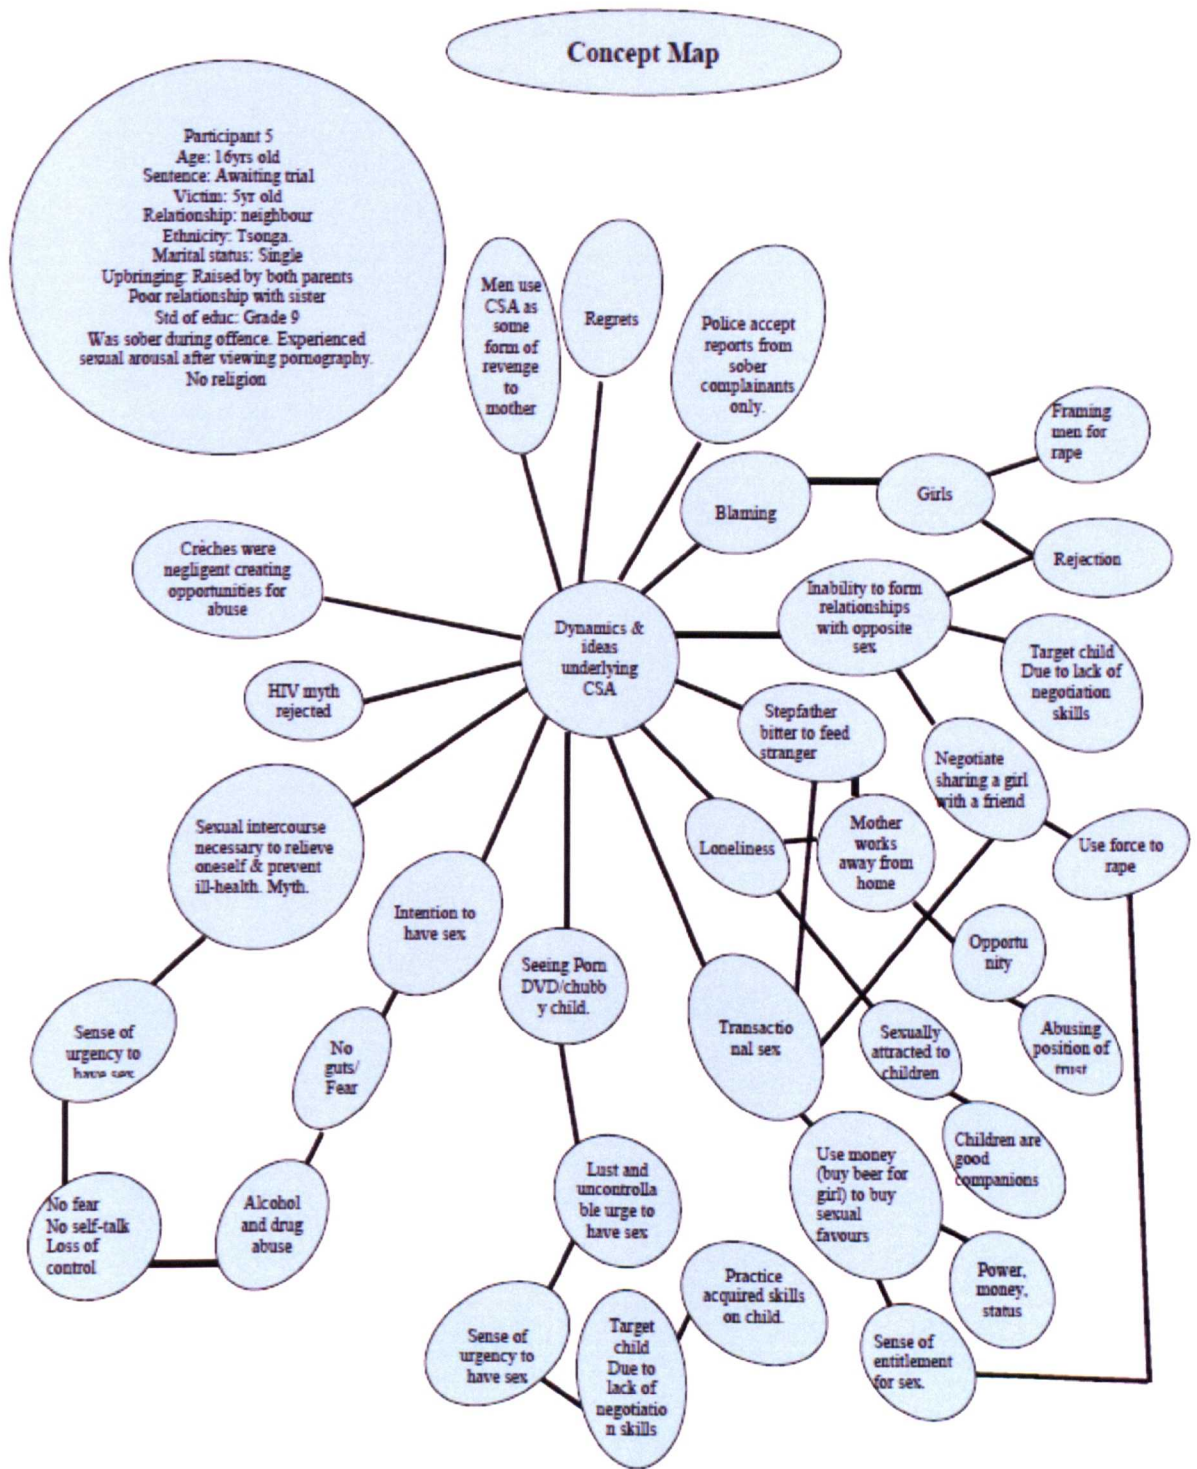 Concept Map
Participant 5
Age: 16yrs old
Sentence: Awaiting trial
Victim: 5yr old
Relationship: neighbour
Ethnicity: Tsonga.
Marital status: Single
Upbringing: Raised by both parents
Poor relationship with sister
Std of educ: Grade 9
Was sober during offence. Experienced
sexual arousal after viewing pornography.
No religion
Men use
CSA as
some
form of
revenge
to
mother
Regrets
Police accept
reports from
sober
complainants
only.
Framing
men for
rape
Blaming
Girls
Rejection
Crèches were
negligent creating
opportunities for
abuse
Dynamics &
ideas
underlying
CSA
Inability to form
relationships
with opposite
sex
Target child
Due to lack of
negotiation
skills
HIV myth
rejected
Stepfather
bitter to feed
stranger
Negotiate
sharing a girl
with a friend
Sexual intercourse
necessary to relieve
oneself & prevent
ill-health. Myth.
Loneliness
Mother
works
away from
home
Use force to
rape
Intention to
have sex
Seeing Porn
DVD/chubb
y child.
Opportu
nity
Sense of
urgency to
have sex
No
guts/
Fear
Transactio
nal sex
Sexually
attracted to
children
Abusing
position of
trust
No fear
No self-talk
Loss of
control
Alcohol
and drug
abuse
Lust and
uncontrolla
ble urge to
have sex
Use money
(buy beer for
girl) to buy
sexual
favours
Children are
good
companions
Practice
acquired skills
on child.
Power,
money,
status
Sense of
urgency to
have sex
Target
child
Due to
lack of
negotiatio
n skills
Sense of
entitlement
for sex.